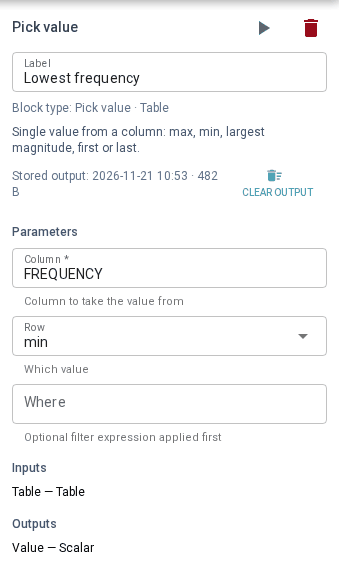 Pick value
Label
Lowest frequency
Block type: Pick value · Table
Single value from a column: max, min, largest
magnitude, first or last.
Stored output: 2026-11-21 10:53 · 482
B
CLEAR OUTPUT
Parameters
Column *
FREQUENCY
Column to take the value from
Row
min
Which value
Where
Optional filter expression applied first
Inputs
Table — Table
Outputs
Value — Scalar